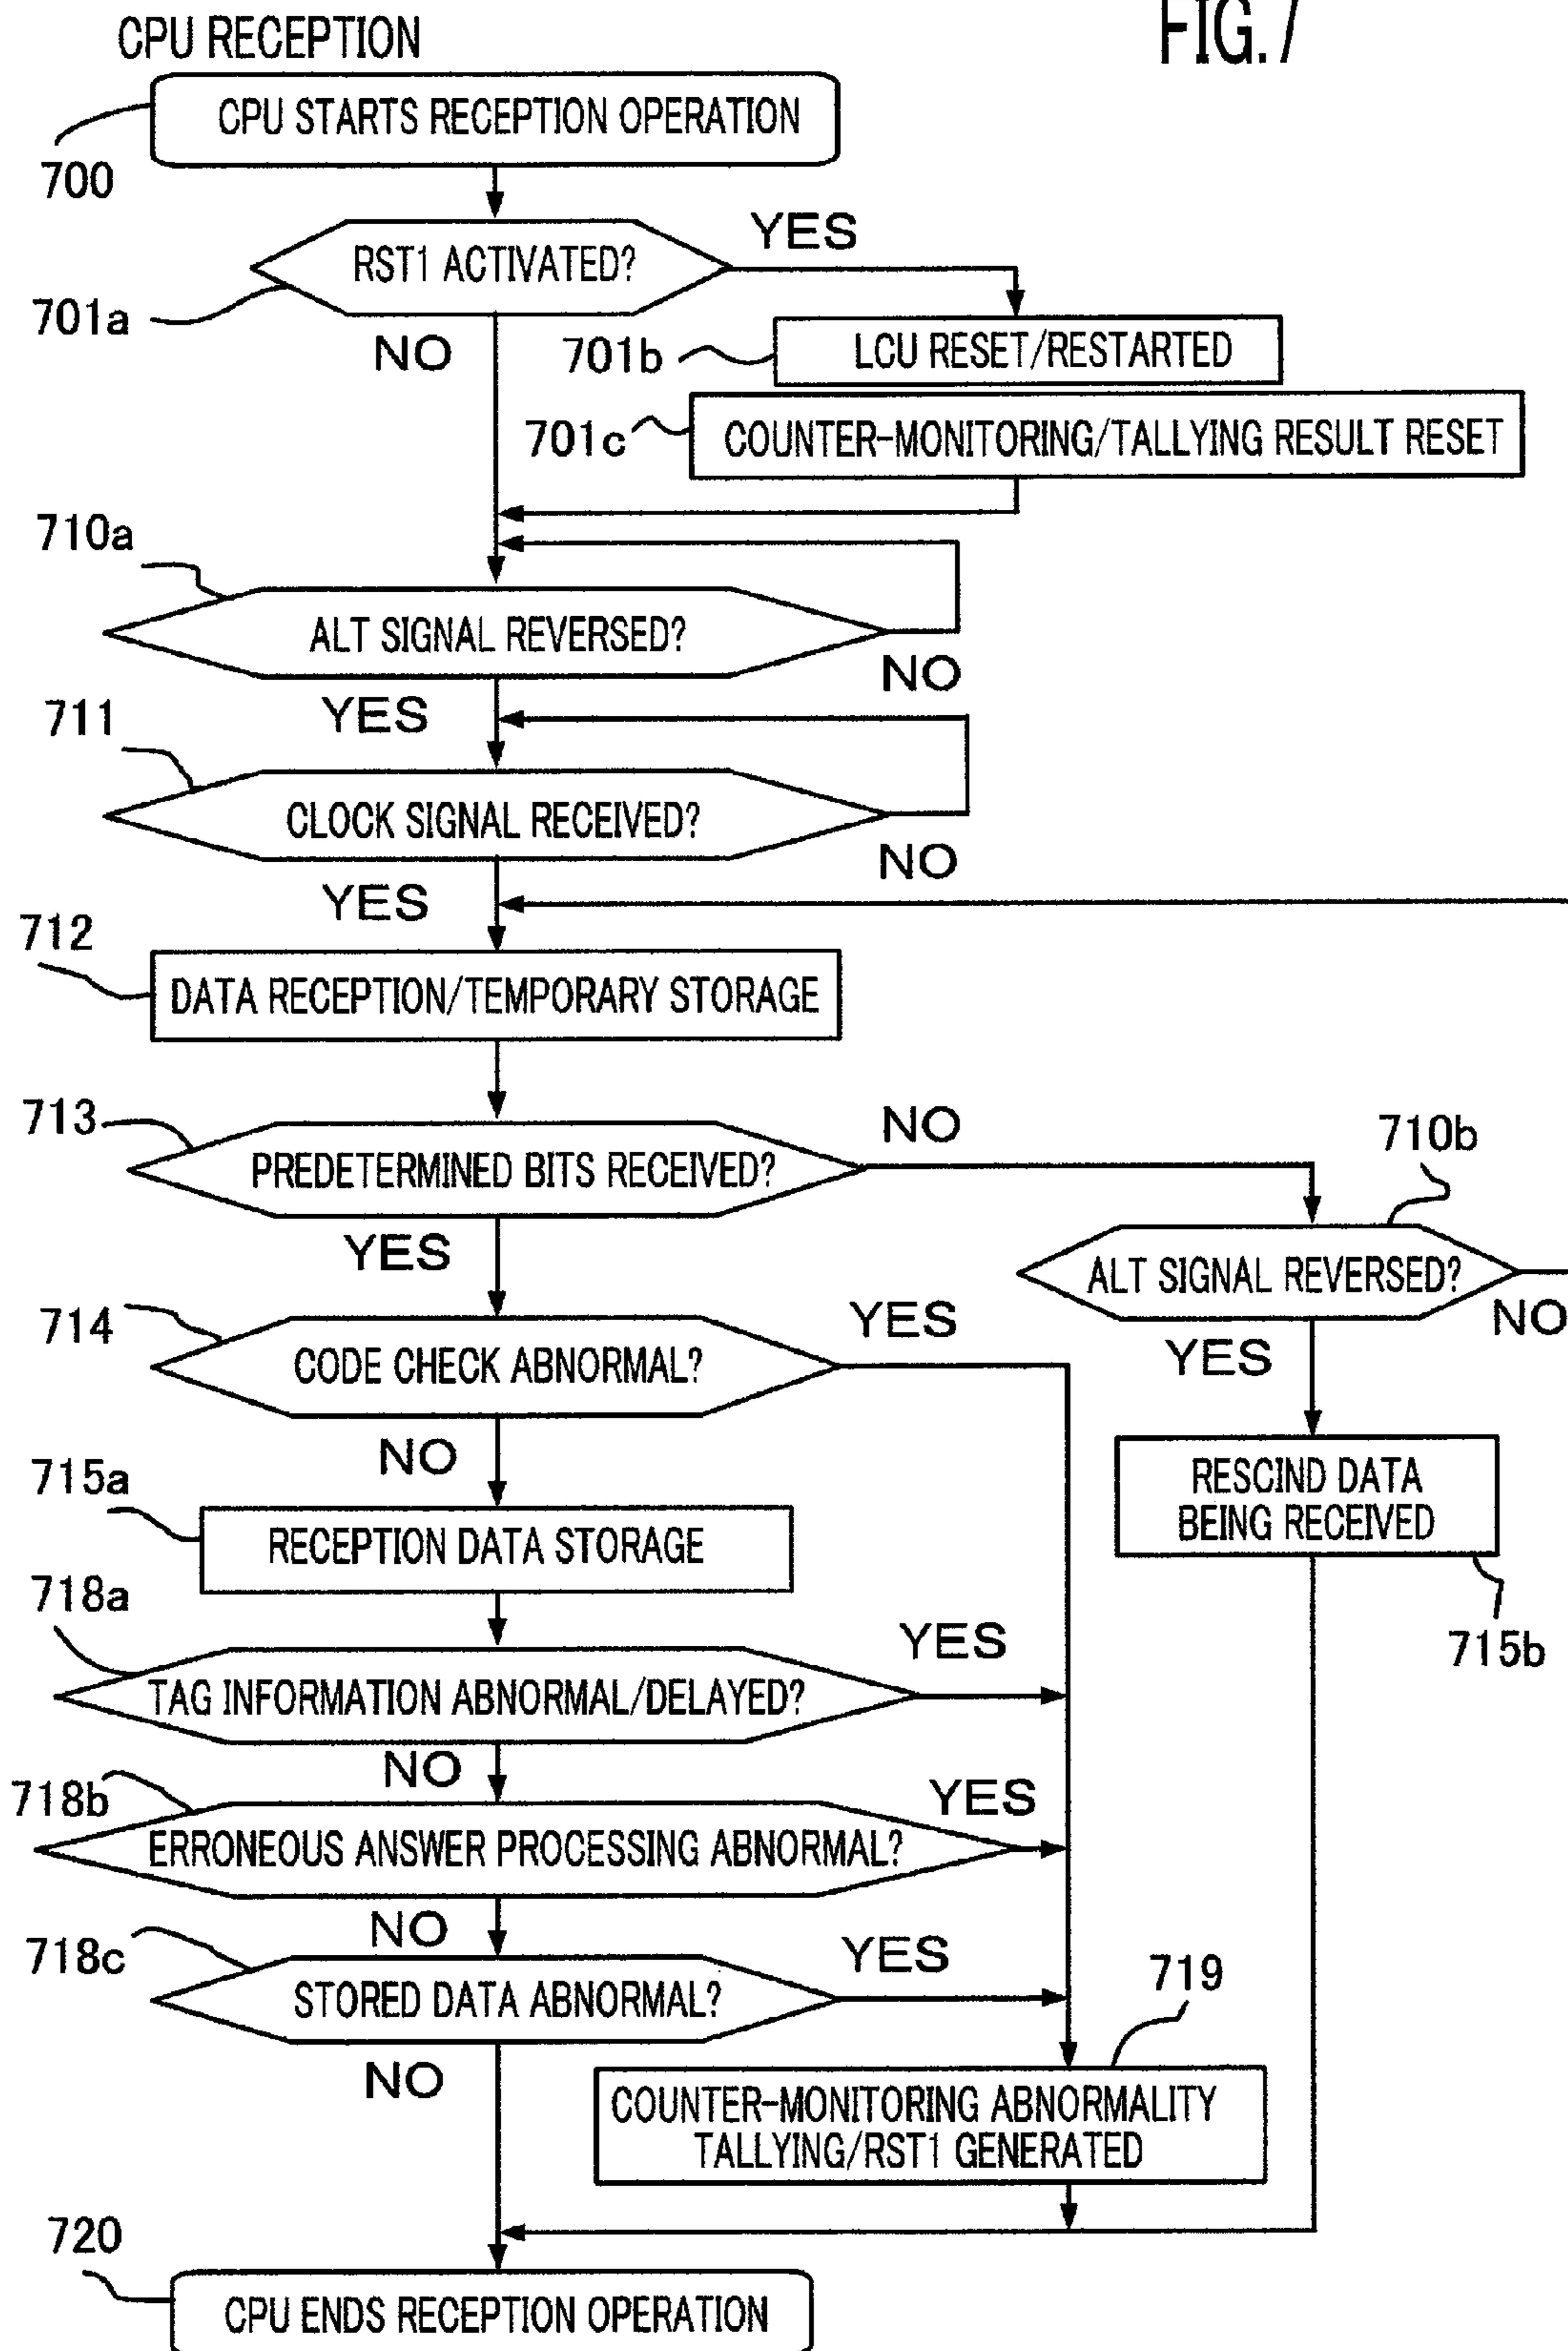 FIG. 7
CPU RECEPTION
CPU STARTS RECEPTION OPERATION
700
RST1 ACTIVATED?
YES
701a
NO
701b
LCU RESET/RESTARTED
701c
COUNTER-MONITORING/TALLYING RESULT RESET
710a
ALT SIGNAL REVERSED?
NO
YES
711
CLOCK SIGNAL RECEIVED?
NO
YES
712
DATA RECEPTION/TEMPORARY STORAGE
713
PREDETERMINED BITS RECEIVED?
NO
710b
YES
ALT SIGNAL REVERSED?
NO
YES
714
CODE CHECK ABNORMAL?
YES
NO
RESCIND DATA
BEING RECEIVED
715b
715a
RECEPTION DATA STORAGE
718a
TAG INFORMATION ABNORMAL/DELAYED?
YES
NO
718b
ERRONEOUS ANSWER PROCESSING ABNORMAL?
YES
NO
718c
STORED DATA ABNORMAL?
YES
NO
719
COUNTER-MONITORING ABNORMALITY
TALLYING/RST1 GENERATED
720
CPU ENDS RECEPTION OPERATION